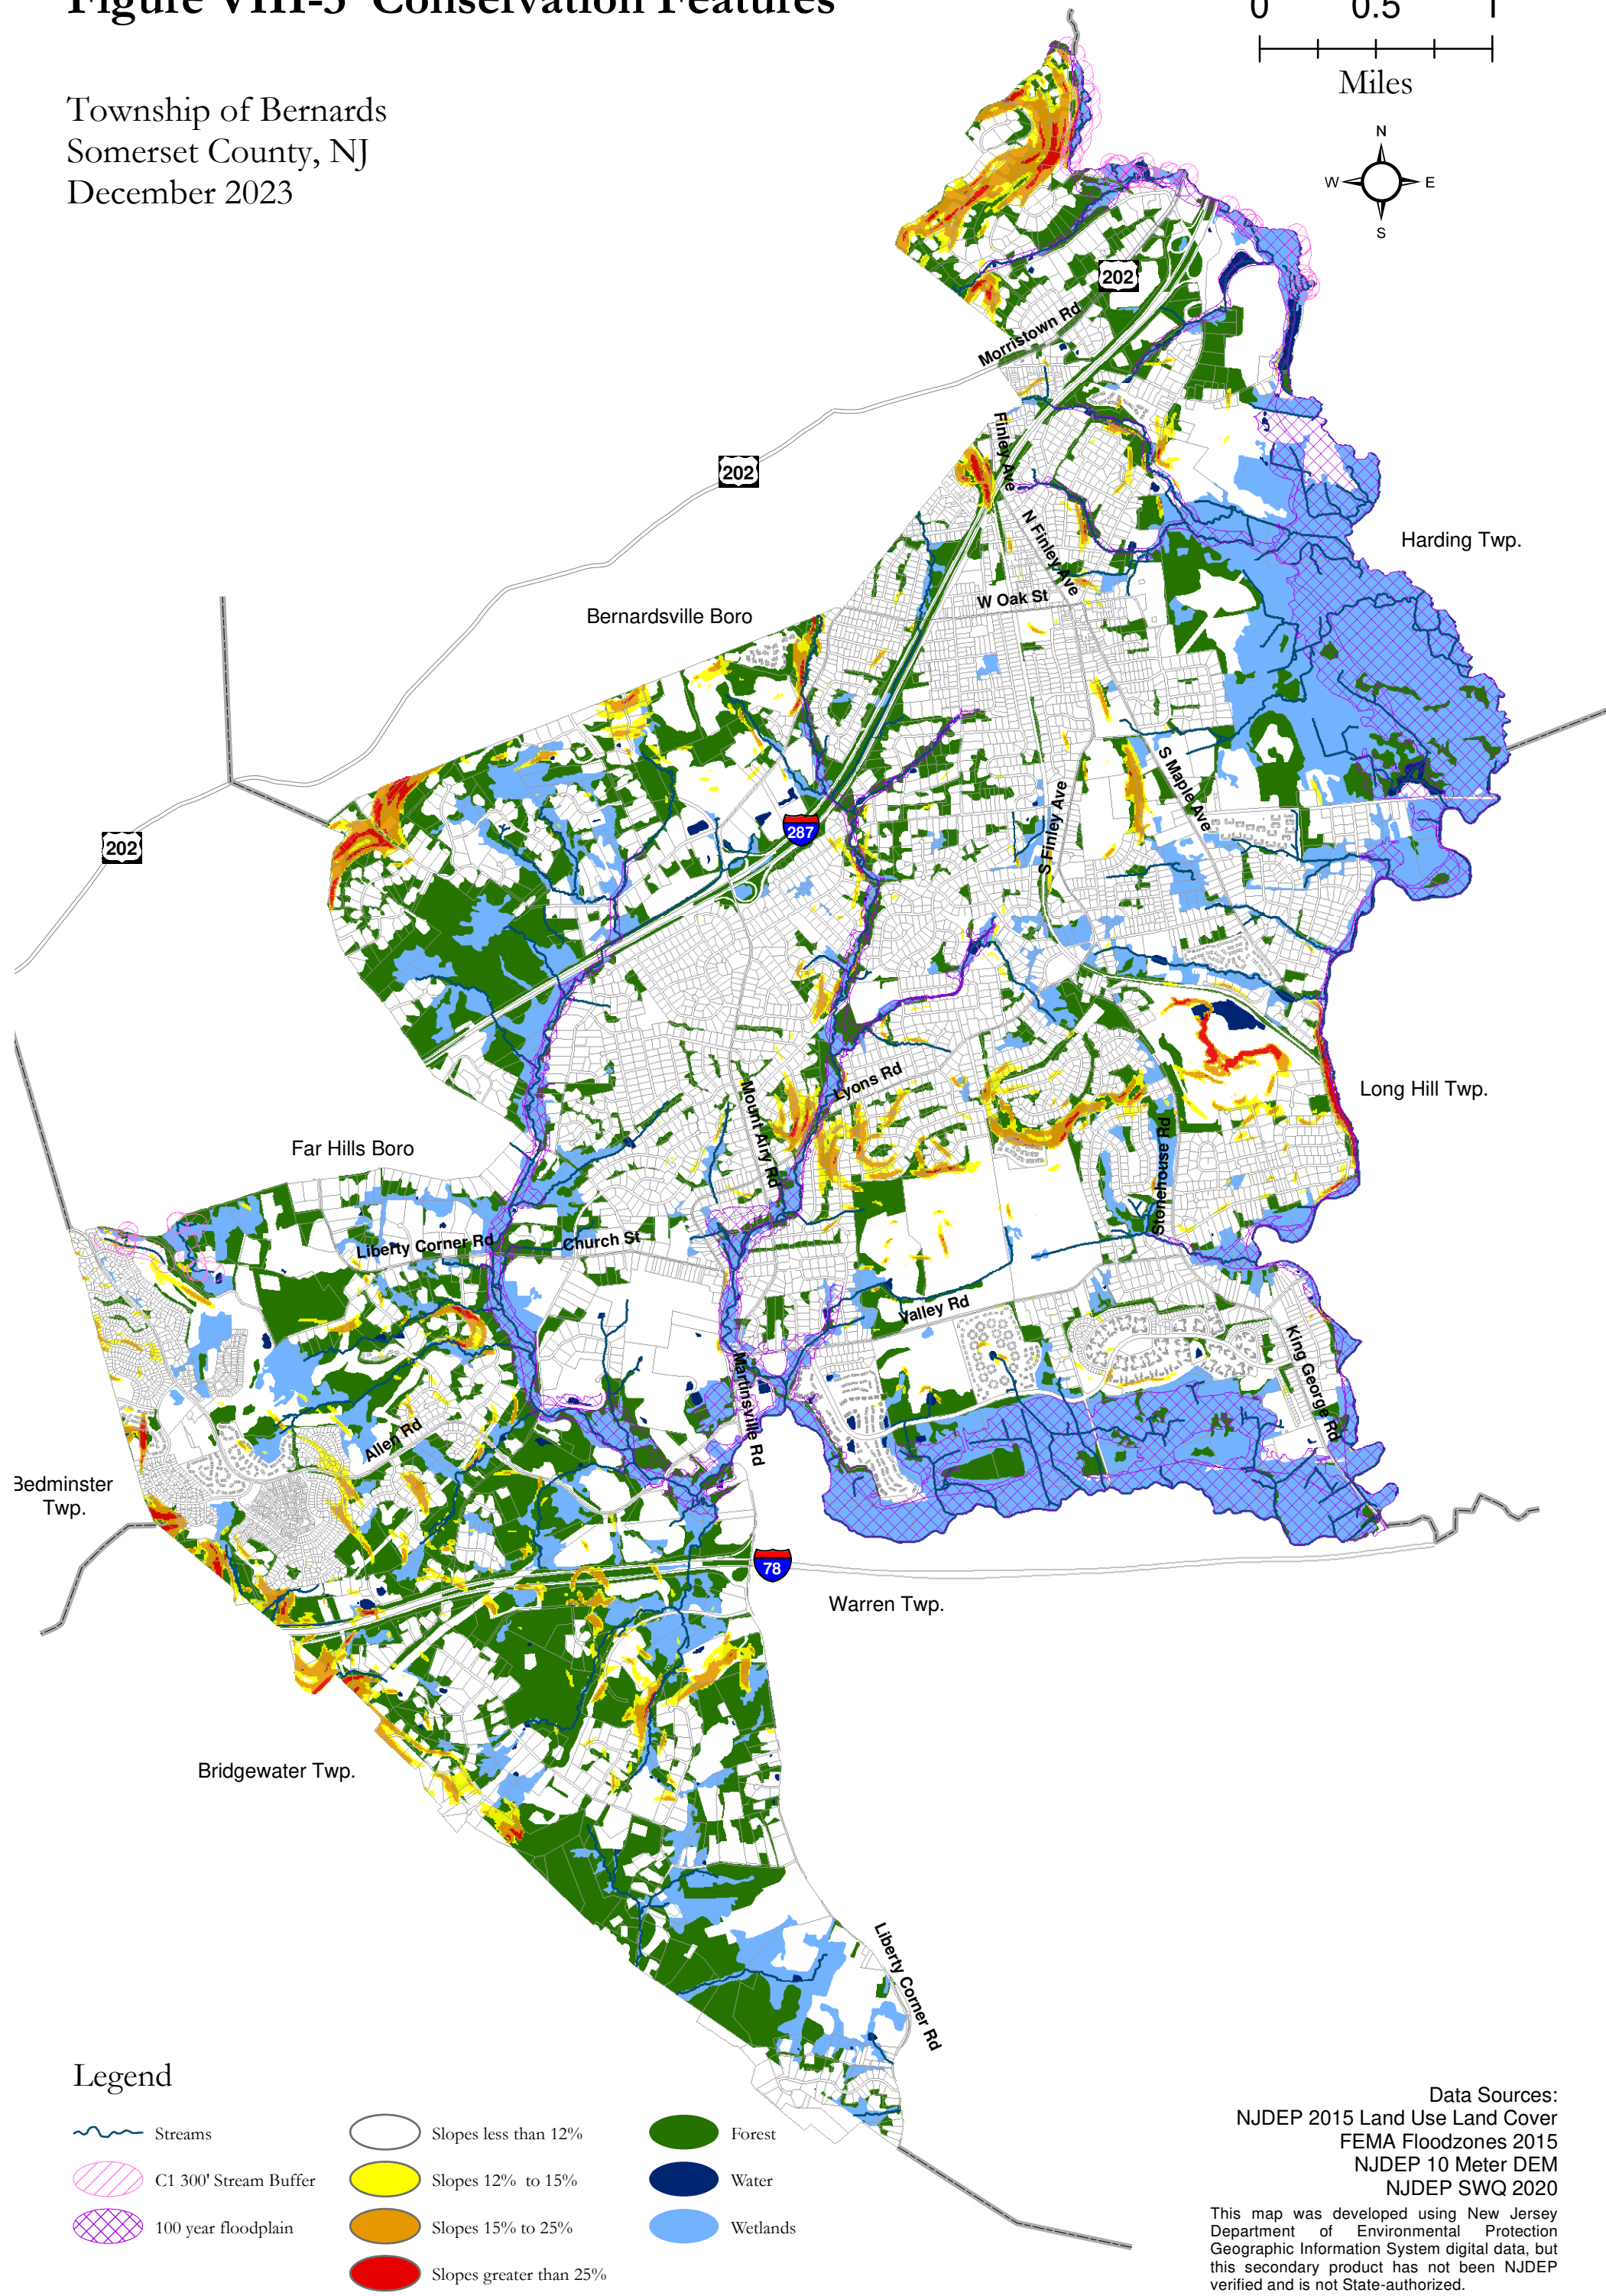 Figure VIII-3 Conservation Features
Township of Bernards
Somerset County, NJ
December 2023
0 0.5 1
Miles
N
W E
S
202
Morristown Rd
Finley Ave
202
N Finley Ave
Harding Twp.
W Oak St
Bernardsville Boro
S Maple Ave
287
S Finley Ave
202
Lyons Rd
Mount Airy Rd
Long Hill Twp.
Stonehouse Rd
Far Hills Boro
Liberty Corner Rd
Church St
Valley Rd
King George Rd
Martinsville Rd
Allen Rd
Bedminster
Twp.
78
Warren Twp.
Bridgewater Twp.
Liberty Corner Rd
Legend
Streams
C1 300' Stream Buffer
100 year floodplain
Slopes less than 12%
Slopes 12% to 15%
Slopes 15% to 25%
Slopes greater than 25%
Forest
Water
Wetlands
Data Sources:
NJDEP 2015 Land Use Land Cover
FEMA Floodzones 2015
NJDEP 10 Meter DEM
NJDEP SWQ 2020
This map was developed using New Jersey
Department of Environmental Protection
Geographic Information System digital data, but
this secondary product has not been NJDEP
verified and is not State-authorized.